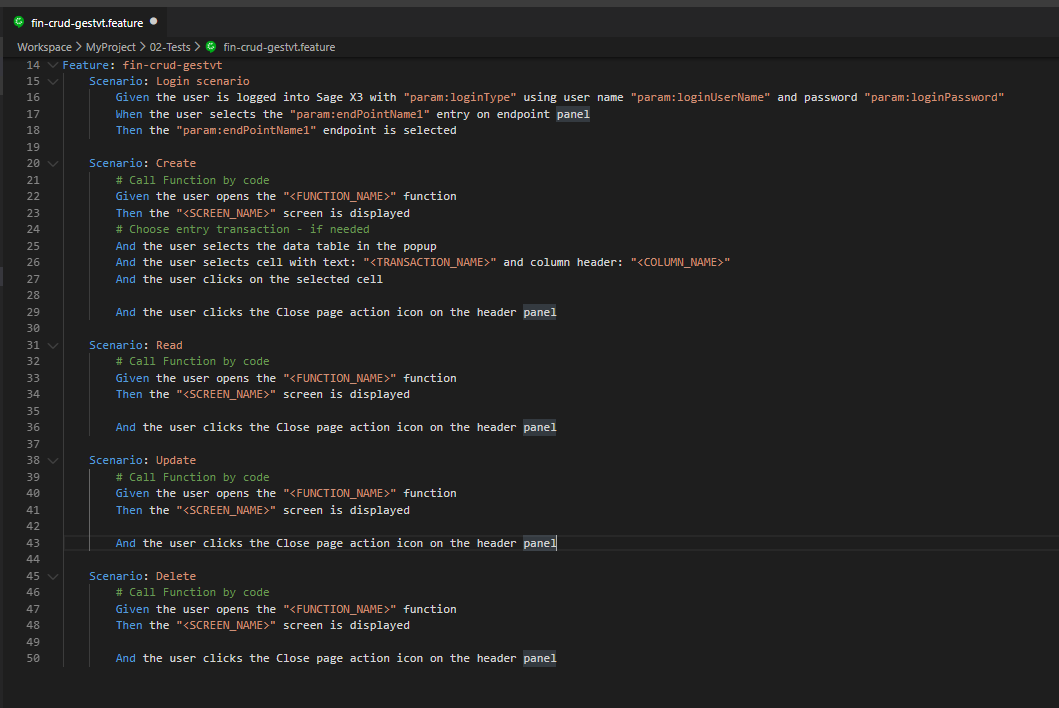 fin-crud-gestvt.feature
Workspace > MyProject > 02-Tests > fin-crud-gestvt.feature
14 Feature: fin-crud-gestvt
15 Scenario: Login scenario
16 Given the user is logged into Sage X3 with "param:loginType" using user name "param:loginUserName" and password "param:loginPassword"
17 When the user selects the "param:endPointName1" entry on endpoint panel
18 Then the "param:endPointName1" endpoint is selected
19
20 Scenario: Create
21 # Call Function by code
22 Given the user opens the "<FUNCTION_NAME>" function
23 Then the "<SCREEN_NAME>" screen is displayed
24 # Choose entry transaction - if needed
25 And the user selects the data table in the popup
26 And the user selects cell with text: "<TRANSACTION_NAME>" and column header: "<COLUMN_NAME>"
27 And the user clicks on the selected cell
28
29 And the user clicks the Close page action icon on the header panel
30
31 Scenario: Read
32 # Call Function by code
33 Given the user opens the "<FUNCTION_NAME>" function
34 Then the "<SCREEN_NAME>" screen is displayed
35
36 And the user clicks the Close page action icon on the header panel
37
38 Scenario: Update
39 # Call Function by code
40 Given the user opens the "<FUNCTION_NAME>" function
41 Then the "<SCREEN_NAME>" screen is displayed
42
43 And the user clicks the Close page action icon on the header panel
44
45 Scenario: Delete
46 # Call Function by code
47 Given the user opens the "<FUNCTION_NAME>" function
48 Then the "<SCREEN_NAME>" screen is displayed
49
50 And the user clicks the Close page action icon on the header panel